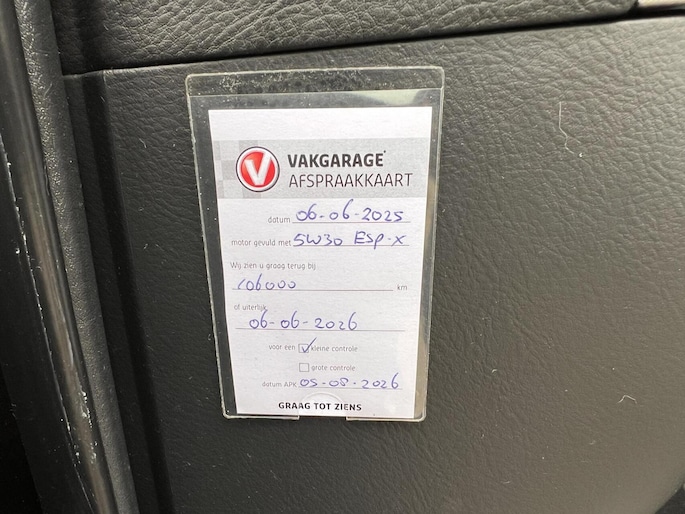 V VAKGARAGE®
AFSPRAAKKAART
datum 06-06-2025
motor gevuld met 5W30 Esp-X
Wij zien u graag terug bij
106000 km
of uiterlijk
06-06-2026
voor een kleine controle
grote controle
datum APK 05-08-2026
GRAAG TOT ZIENS